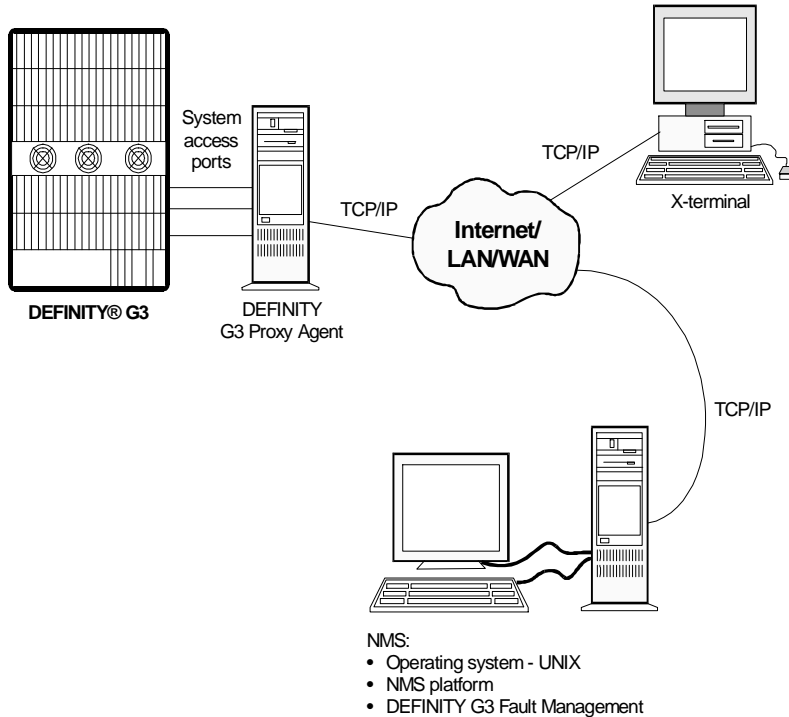 System
access
ports
TCP/IP
X-terminal
TCP/IP
Internet/
LAN/WAN
DEFINITY® G3
DEFINITY
G3 Proxy Agent
TCP/IP
NMS:
• Operating system - UNIX
• NMS platform
• DEFINITY G3 Fault Management